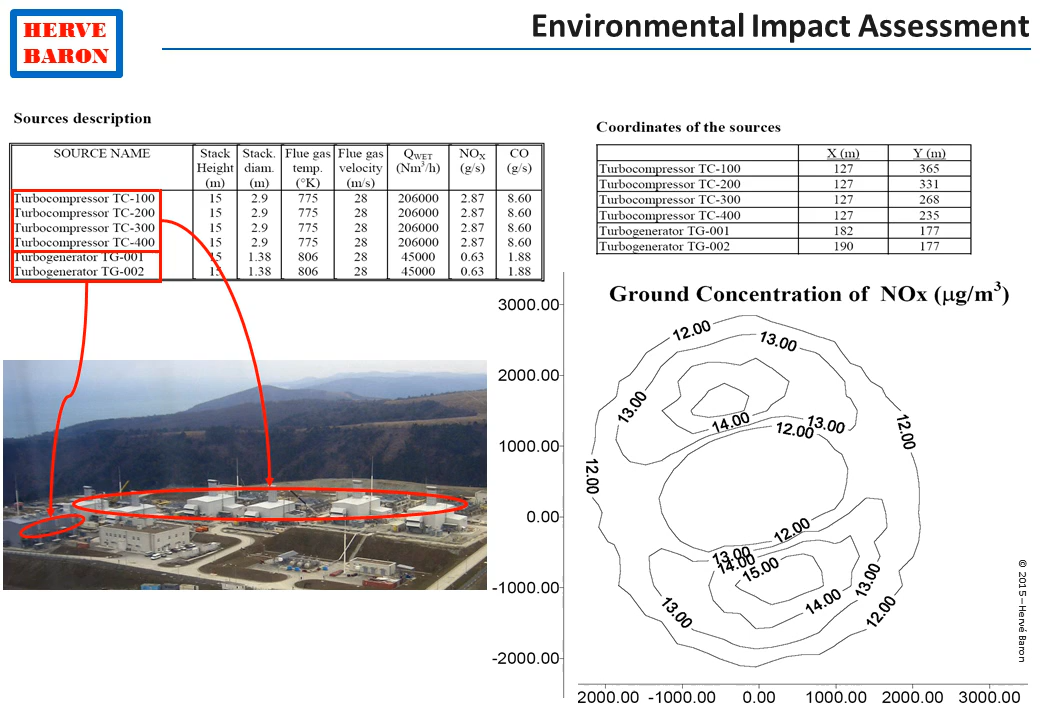 HERVE
BARON
Environmental Impact Assessment
Sources description
SOURCE NAME Stack Height (m) Stack. diam. (m) Flue gas temp. (°K) Flue gas velocity (m/s) QWET (Nm3/h) NOX (g/s) CO (g/s)
Turbocompressor TC-100 15 2.9 775 28 206000 2.87 8.60
Turbocompressor TC-200 15 2.9 775 28 206000 2.87 8.60
Turbocompressor TC-300 15 2.9 775 28 206000 2.87 8.60
Turbocompressor TC-400 15 2.9 775 28 206000 2.87 8.60
Turbogenerator TG-001 15 1.38 806 28 45000 0.63 1.88
Turbogenerator TG-002 15 1.38 806 28 45000 0.63 1.88
Coordinates of the sources
X (m) Y (m)
Turbocompressor TC-100 127 365
Turbocompressor TC-200 127 331
Turbocompressor TC-300 127 268
Turbocompressor TC-400 127 235
Turbogenerator TG-001 182 177
Turbogenerator TG-002 190 177
Ground Concentration of NOx (µg/m3)
3000.00
2000.00
1000.00
0.00
-1000.00
-2000.00
12.00
13.00
13.00
14.00
13.00
12.00
12.00
12.00
12.00
13.00
14.00
15.00
13.00
14.00
13.00
12.00
2000.00 -1000.00 0.00 1000.00 2000.00 3000.00
© 2015 – Hervé Baron